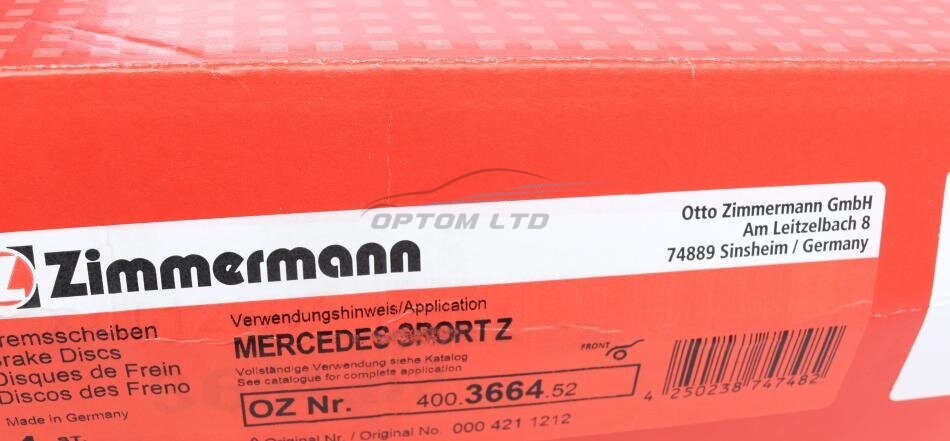 OPTOM LTD
Otto Zimmermann GmbH
Am Leitzelbach 8
74889 Sinsheim / Germany
Z Zimmermann
Bremsscheiben
Brake Discs
Disques de Frein
Discos des Freno
Made in Germany
Verwendungshinweis/Application
MERCEDES SPORT Z
Vollständige Verwendung siehe Katalog
See catalogue for complete application
FRONT
OZ Nr. 400.3664.52
Original Nr. / Original No. 000 421 1212
4 250238 747482